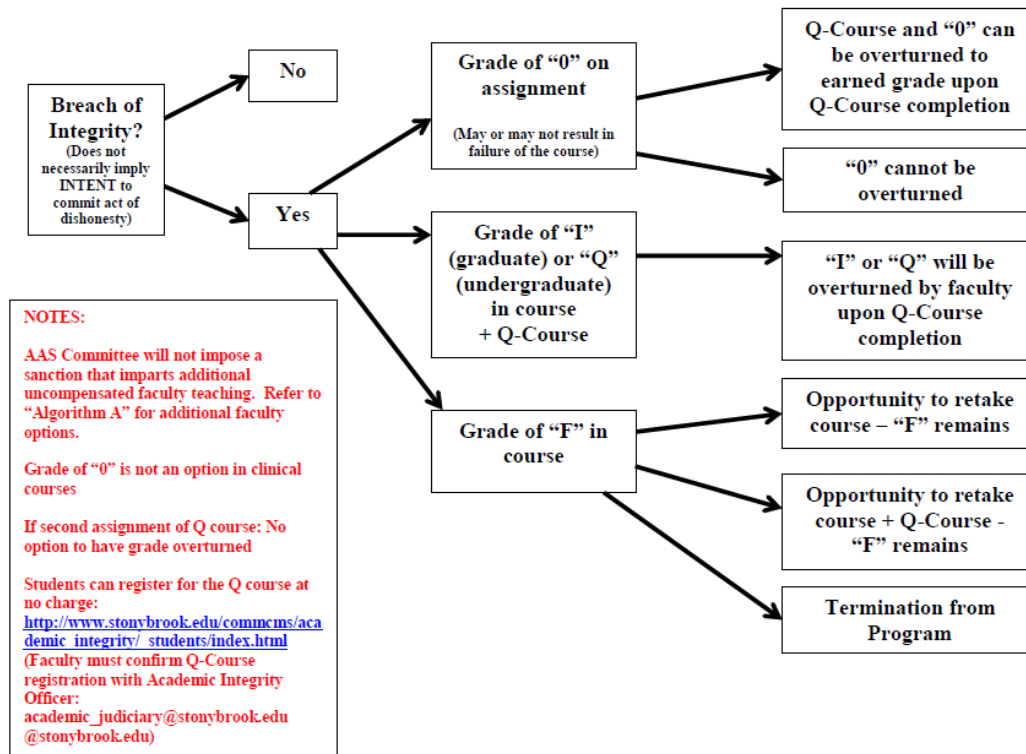 Breach of
Integrity?
(Does not
necessarily imply
INTENT to
commit act of
dishonesty)
No
Yes
Grade of “0” on
assignment
(May or may not result in
failure of the course)
Grade of “I”
(graduate) or “Q”
(undergraduate)
in course
+ Q-Course
Grade of “F” in
course
Q-Course and “0” can
be overturned to
earned grade upon
Q-Course completion
“0” cannot be
overturned
“I” or “Q” will be
overturned by faculty
upon Q-Course
completion
Opportunity to retake
course – “F” remains
Opportunity to retake
course + Q-Course -
“F” remains
Termination from
Program
NOTES:
AAS Committee will not impose a
sanction that imparts additional
uncompensated faculty teaching.  Refer to
“Algorithm A” for additional faculty
options.
Grade of “0” is not an option in clinical
courses
If second assignment of Q course: No
option to have grade overturned
Students can register for the Q course at
no charge:
http://www.stonybrook.edu/commcms/aca
demic_integrity/_students/index.html
(Faculty must confirm Q-Course
registration with Academic Integrity
Officer:
academic_judiciary@stonybrook.edu
@stonybrook.edu)